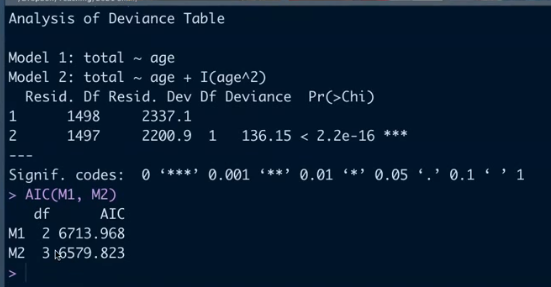 Analysis of Deviance Table
Model 1: total ~ age
Model 2: total ~ age + I(age^2)
  Resid. Df Resid. Dev Df Deviance  Pr(>Chi)
1      1498     2337.1
2      1497     2200.9  1   136.15 < 2.2e-16 ***
---
Signif. codes:  0 ‘***’ 0.001 ‘**’ 0.01 ‘*’ 0.05 ‘.’ 0.1 ‘ ’ 1
> AIC(M1, M2)
   df      AIC
M1  2 6713.968
M2  3 6579.823
>